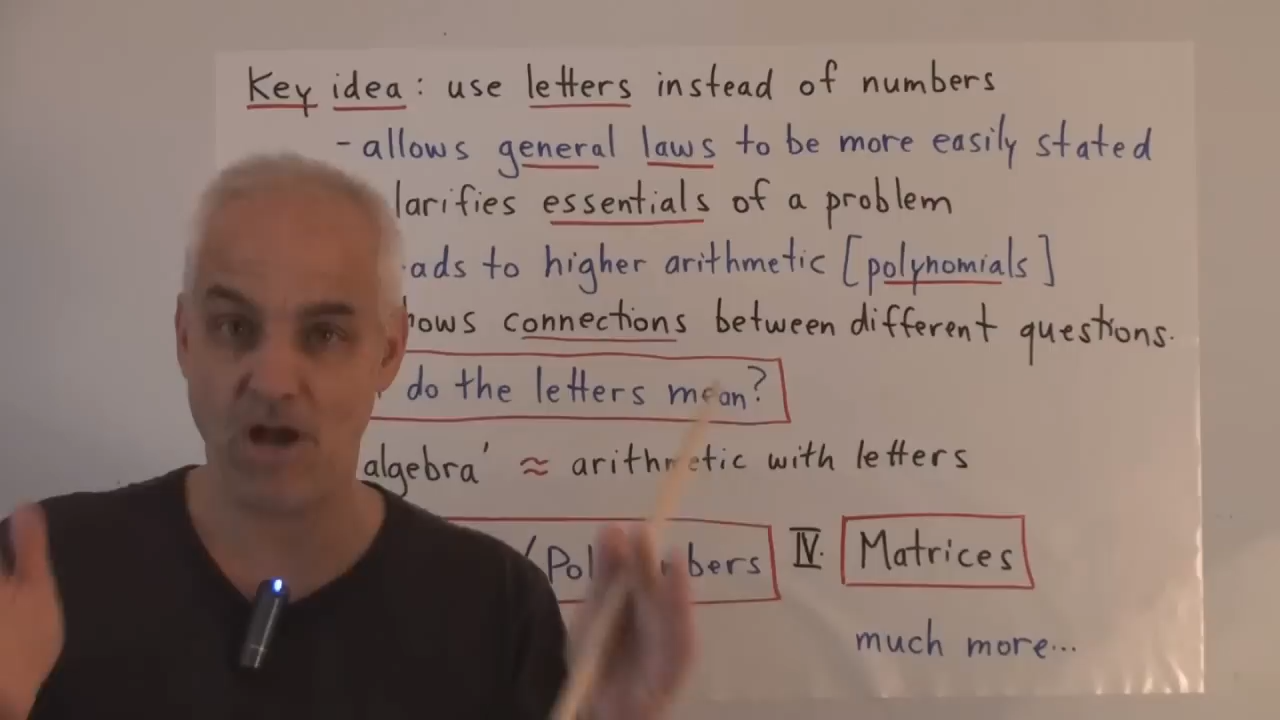 Key idea: use letters instead of numbers
- allows general laws to be more easily stated
larifies essentials of a problem
ads to higher arithmetic [polynomials]
hows connections between different questions.
do the letters mean?
algebra' ≈ arithmetic with letters
IV. Matrices
much more...